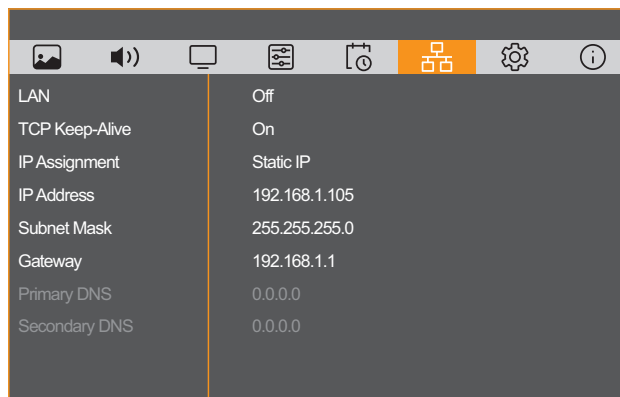 LAN Off
TCP Keep-Alive On
IP Assignment Static IP
IP Address 192.168.1.105
Subnet Mask 255.255.255.0
Gateway 192.168.1.1
Primary DNS 0.0.0.0
Secondary DNS 0.0.0.0